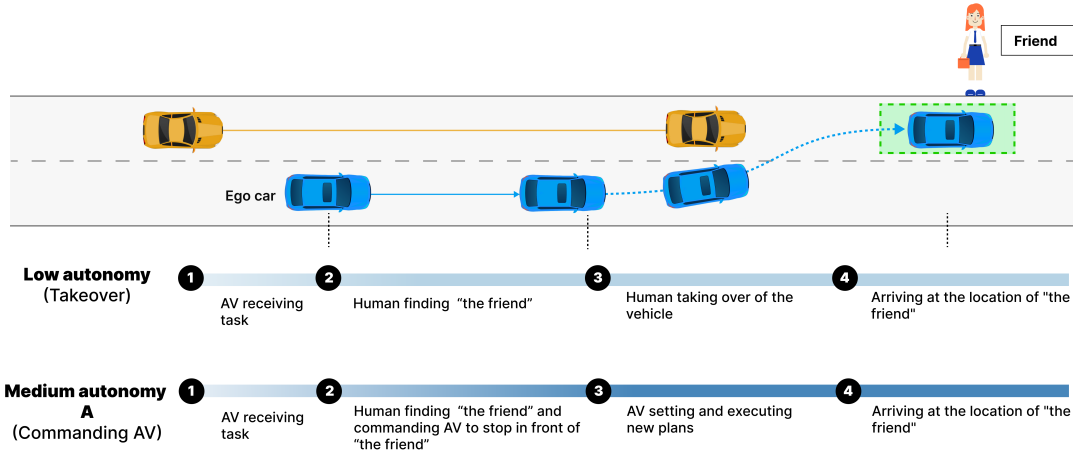 Friend
Ego car
Low autonomy
(Takeover)
1
2
3
4
AV receiving
task
Human finding “the friend”
Human taking over of the
vehicle
Arriving at the location of "the
friend"
Medium autonomy
A
(Commanding AV)
1
2
3
4
AV receiving
task
Human finding “the friend” and
commanding AV to stop in front of
“the friend”
AV setting and executing
new plans
Arriving at the location of "the
friend"